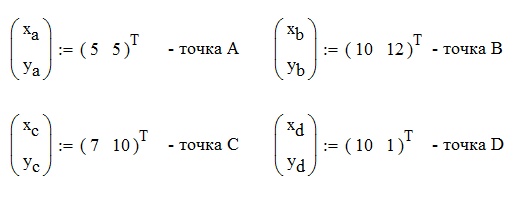 (xa ya) := ( 5 5 )T - точка A
(xb yb) := ( 10 12 )T - точка B
(xc yc) := ( 7 10 )T - точка C
(xd yd) := ( 10 1 )T - точка D